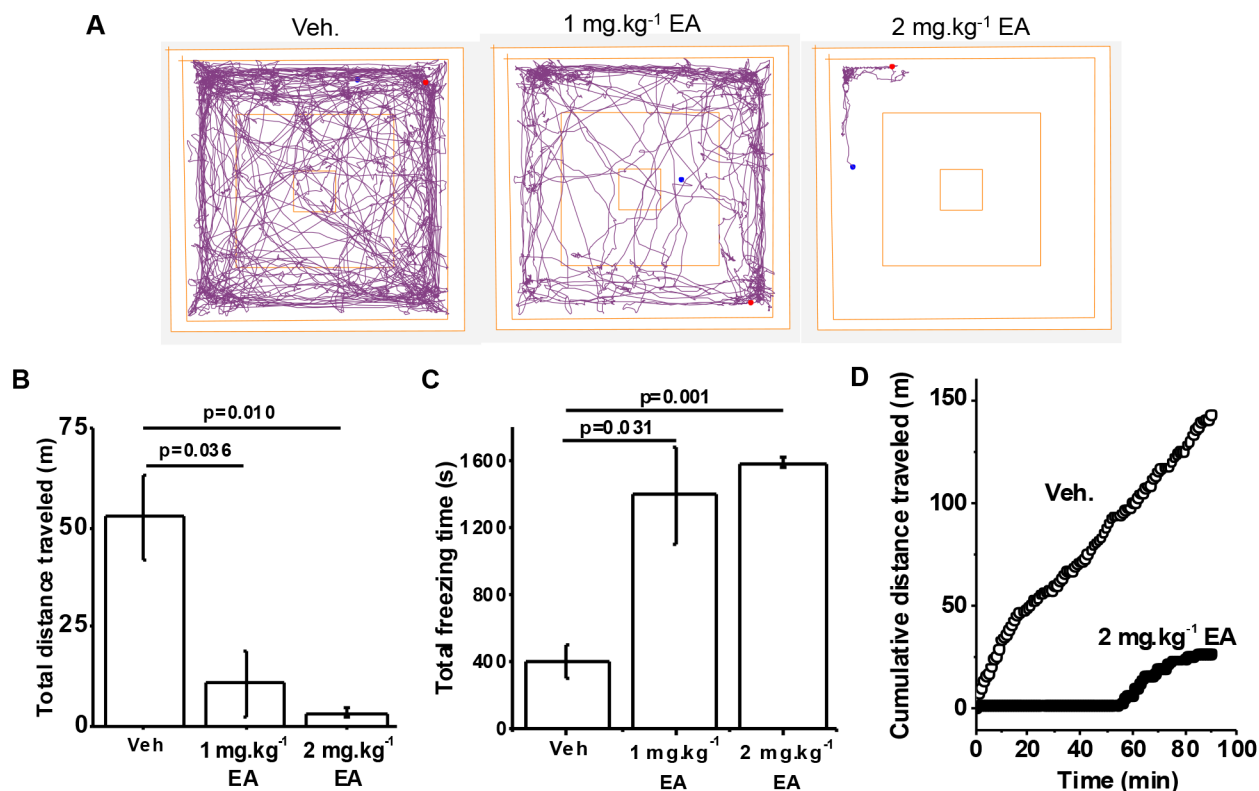 A
Veh.
1 mg.kg⁻¹ EA
2 mg.kg⁻¹ EA
B
Total distance traveled (m)
75
50
25
0
p=0.010
p=0.036
Veh
1 mg.kg⁻¹
EA
2 mg.kg⁻¹
EA
C
Total freezing time (s)
1600
1200
800
400
0
p=0.001
p=0.031
Veh
1 mg.kg⁻¹
EA
2 mg.kg⁻¹
EA
D
Cumulative distance traveled (m)
150
100
50
0
Veh.
2 mg.kg⁻¹ EA
0
20
40
60
80
100
Time (min)